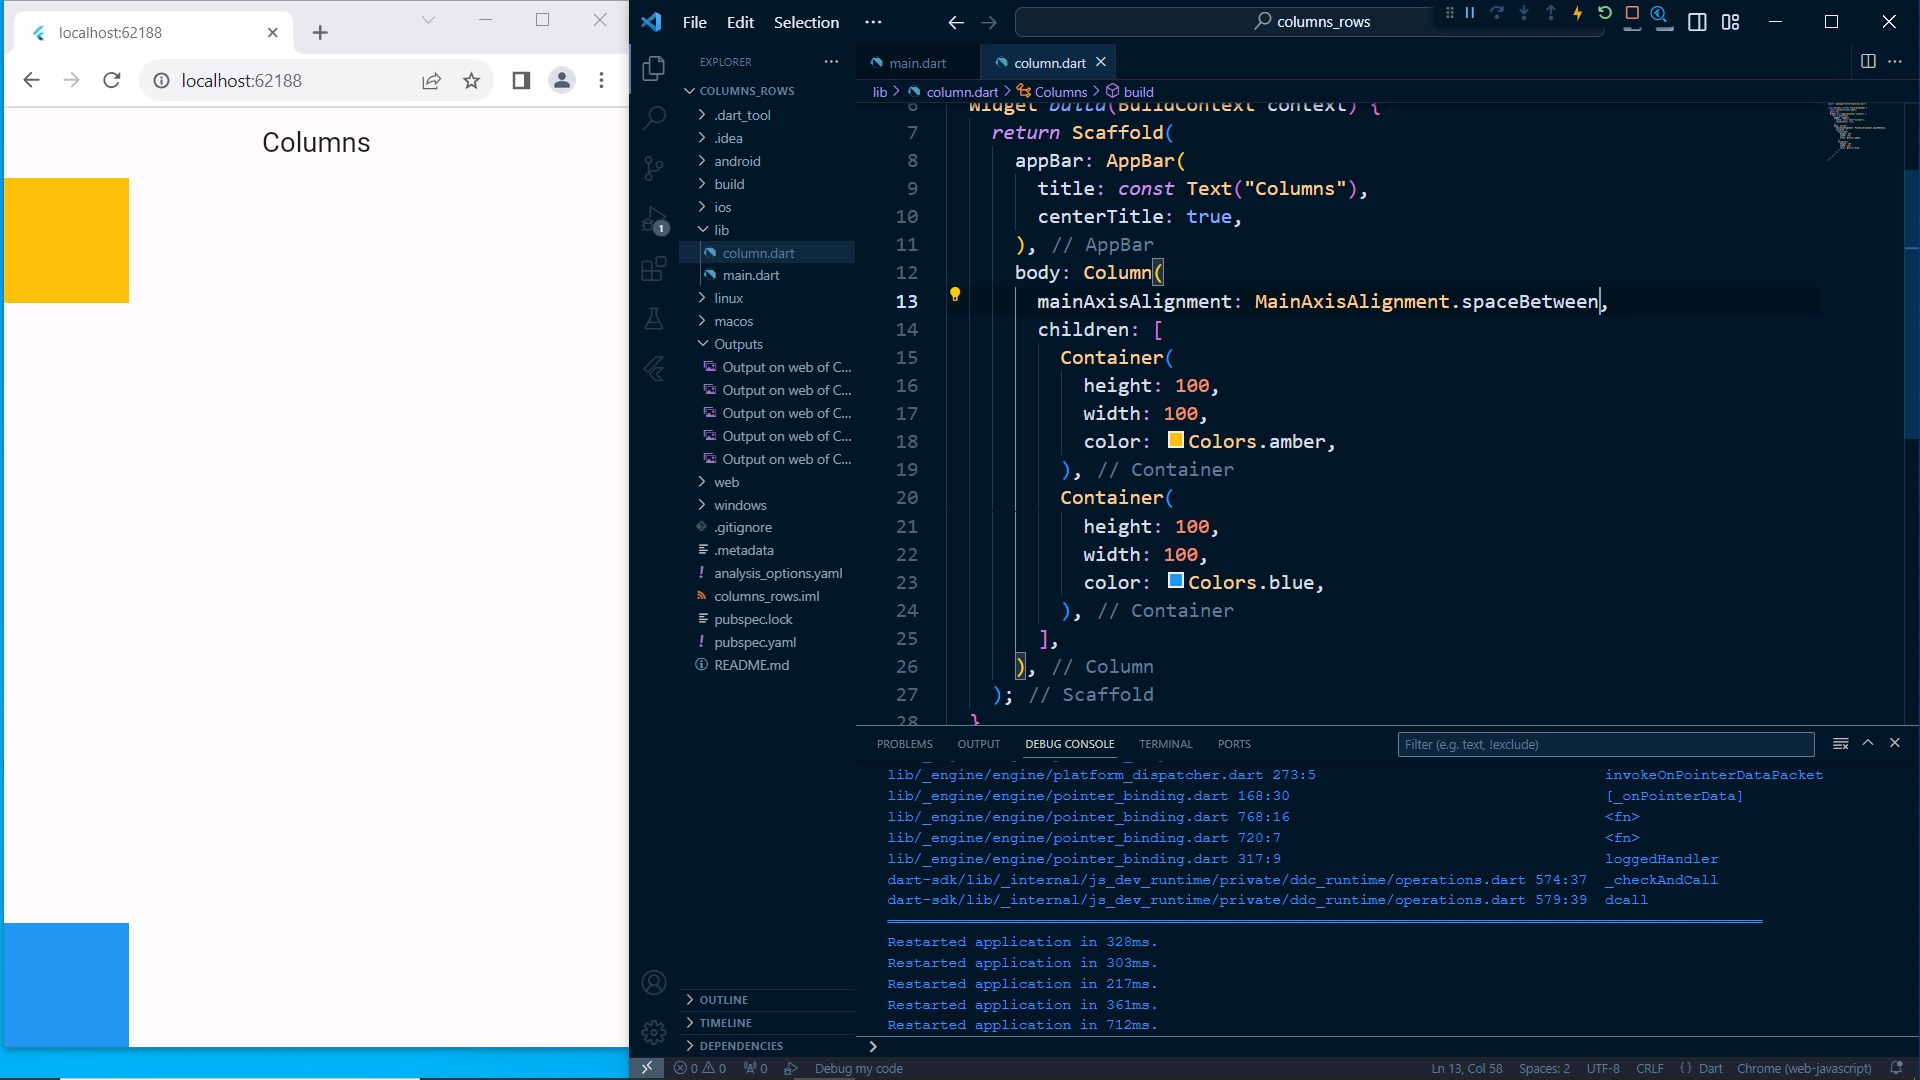 localhost:62188
localhost:62188
Columns
File Edit Selection ···
columns_rows
EXPLORER
COLUMNS_ROWS
.dart_tool
.idea
android
build
ios
lib
column.dart
main.dart
linux
macos
Outputs
Output on web of C...
Output on web of C...
Output on web of C...
Output on web of C...
Output on web of C...
web
windows
.gitignore
.metadata
analysis_options.yaml
columns_rows.iml
pubspec.lock
pubspec.yaml
README.md
OUTLINE
TIMELINE
DEPENDENCIES
1
main.dart column.dart
lib > column.dart > Columns > build
6 Widget build(BuildContext context) {
7 return Scaffold(
8 appBar: AppBar(
9 title: const Text("Columns"),
10 centerTitle: true,
11 ), // AppBar
12 body: Column(
13 mainAxisAlignment: MainAxisAlignment.spaceBetween,
14 children: [
15 Container(
16 height: 100,
17 width: 100,
18 color: Colors.amber,
19 ), // Container
20 Container(
21 height: 100,
22 width: 100,
23 color: Colors.blue,
24 ), // Container
25 ],
26 ), // Column
27 ); // Scaffold
28 }
PROBLEMS OUTPUT DEBUG CONSOLE TERMINAL PORTS Filter (e.g. text, !exclude)
lib/_engine/engine/platform_dispatcher.dart 273:5 invokeOnPointerDataPacket
lib/_engine/engine/pointer_binding.dart 168:30 [_onPointerData]
lib/_engine/engine/pointer_binding.dart 768:16 <fn>
lib/_engine/engine/pointer_binding.dart 720:7 <fn>
lib/_engine/engine/pointer_binding.dart 317:9 loggedHandler
dart-sdk/lib/_internal/js_dev_runtime/private/ddc_runtime/operations.dart 574:37 _checkAndCall
dart-sdk/lib/_internal/js_dev_runtime/private/ddc_runtime/operations.dart 579:39 dcall
Restarted application in 328ms.
Restarted application in 303ms.
Restarted application in 217ms.
Restarted application in 361ms.
Restarted application in 712ms.
0 0 0 Debug my code Ln 13, Col 58 Spaces: 2 UTF-8 CRLF {} Dart Chrome (web-javascript)